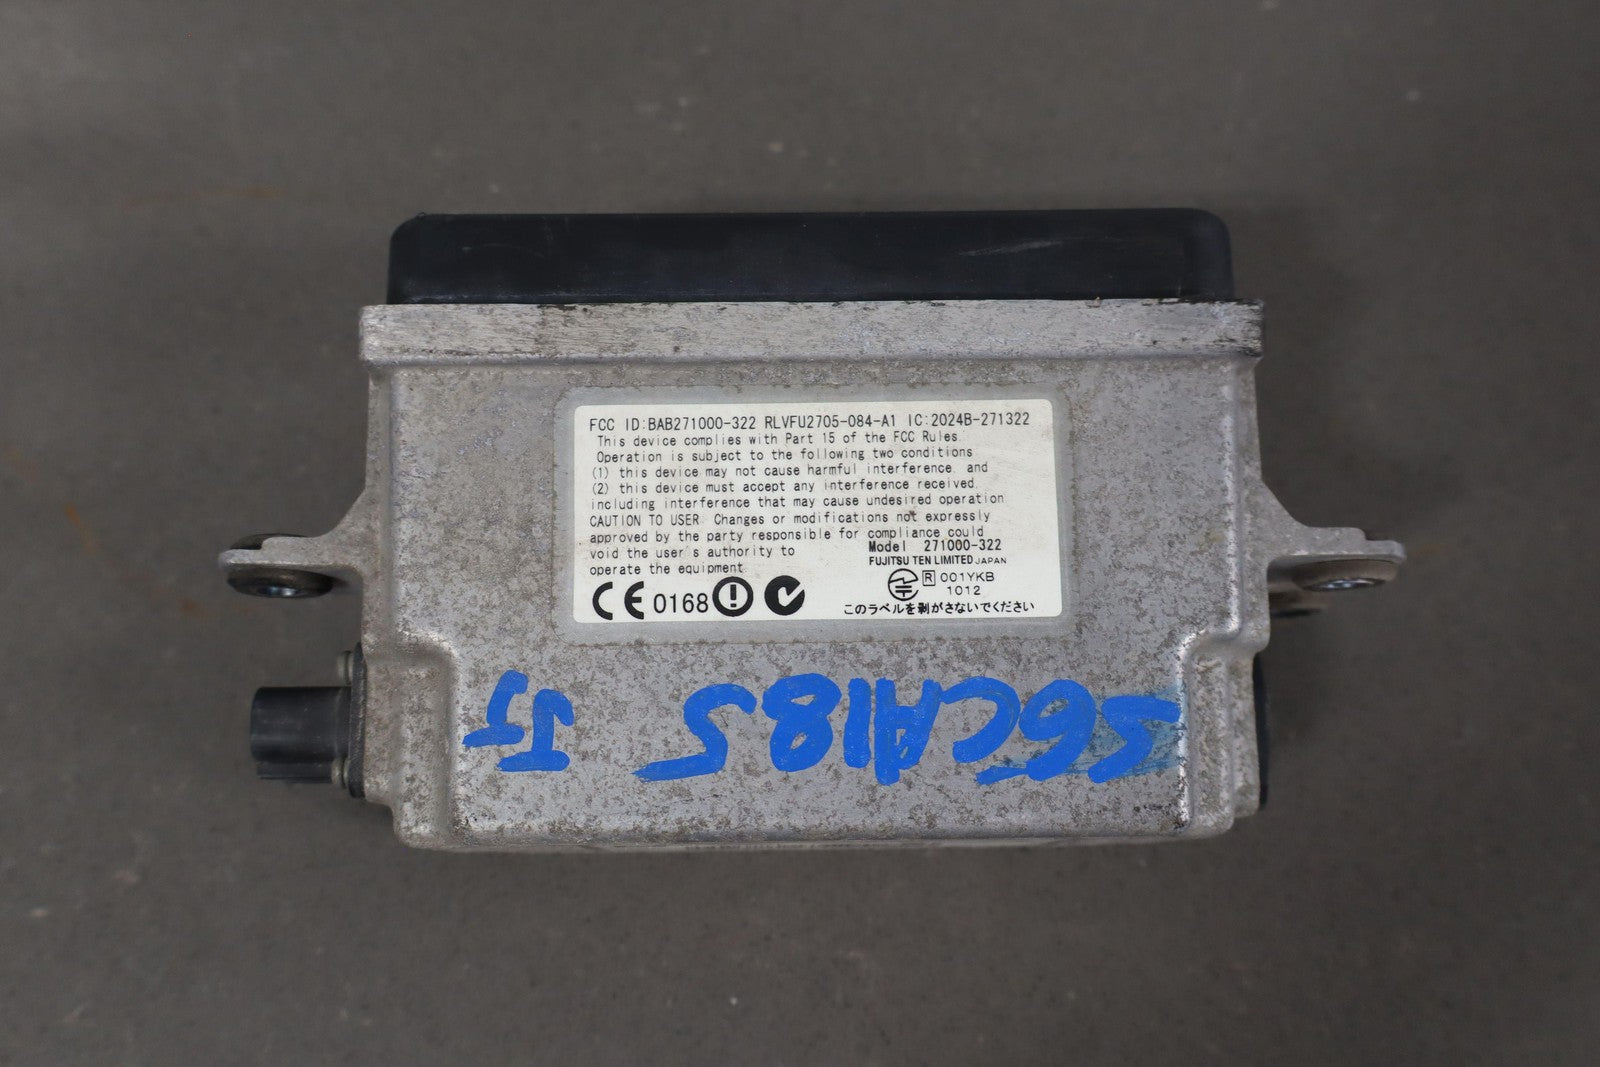 FCC ID:BAB271000-322 RLVFU2705-084-A1 IC:2024B-271322
This device complies with Part 15 of the FCC Rules.
Operation is subject to the following two conditions
(1) this device may not cause harmful interference, and
(2) this device must accept any interference received,
including interference that may cause undesired operation
CAUTION TO USER Changes or modifications not expressly
approved by the party responsible for compliance could
void the user's authority to
operate the equipment.
Model 271000-322
FUJITSU TEN LIMITED JAPAN
R 001YKB
1012
CE 0168
このラベルを剥がさないでください
S6CA185 JJ